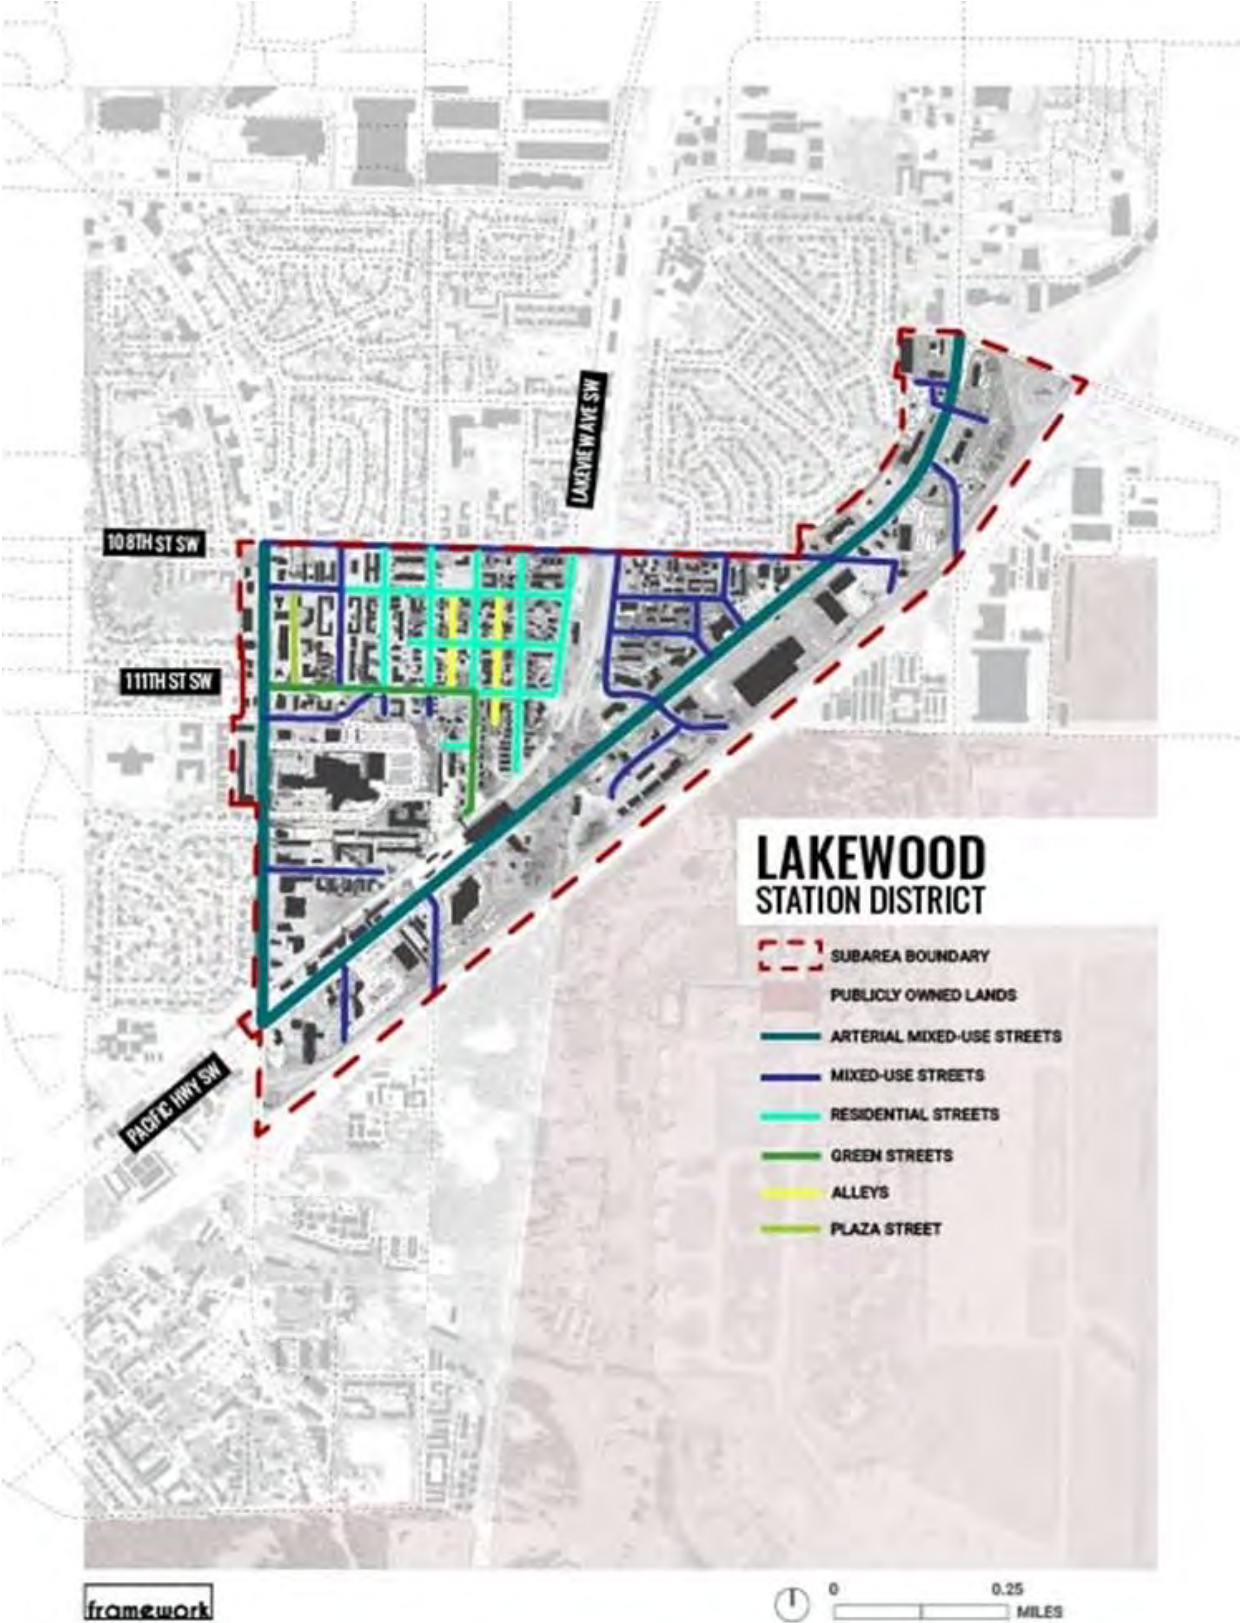 LAKEVIEW AVE SW
108TH ST SW
111TH ST SW
PACIFIC HWY SW
LAKEWOOD
STATION DISTRICT
SUBAREA BOUNDARY
PUBLICLY OWNED LANDS
ARTERIAL MIXED-USE STREETS
MIXED-USE STREETS
RESIDENTIAL STREETS
GREEN STREETS
ALLEYS
PLAZA STREET
framework
0 0.25
MILES